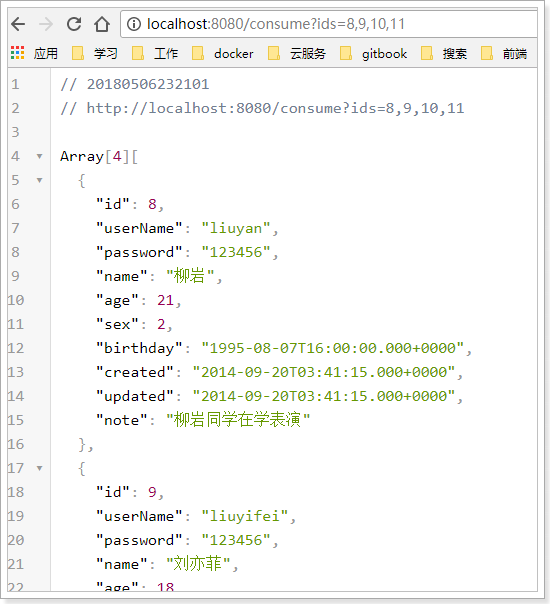 localhost:8080/consume?ids=8,9,10,11
应用 学习 工作 docker 云服务 gitbook 搜索 前端
1 // 20180506232101
2 // http://localhost:8080/consume?ids=8,9,10,11
3
4 Array[4][
5 {
6 "id": 8,
7 "userName": "liuyan",
8 "password": "123456",
9 "name": "柳岩",
10 "age": 21,
11 "sex": 2,
12 "birthday": "1995-08-07T16:00:00.000+0000",
13 "created": "2014-09-20T03:41:15.000+0000",
14 "updated": "2014-09-20T03:41:15.000+0000",
15 "note": "柳岩同学在学表演"
16 },
17 {
18 "id": 9,
19 "userName": "liuyifei",
20 "password": "123456",
21 "name": "刘亦菲",
22 "age": 18